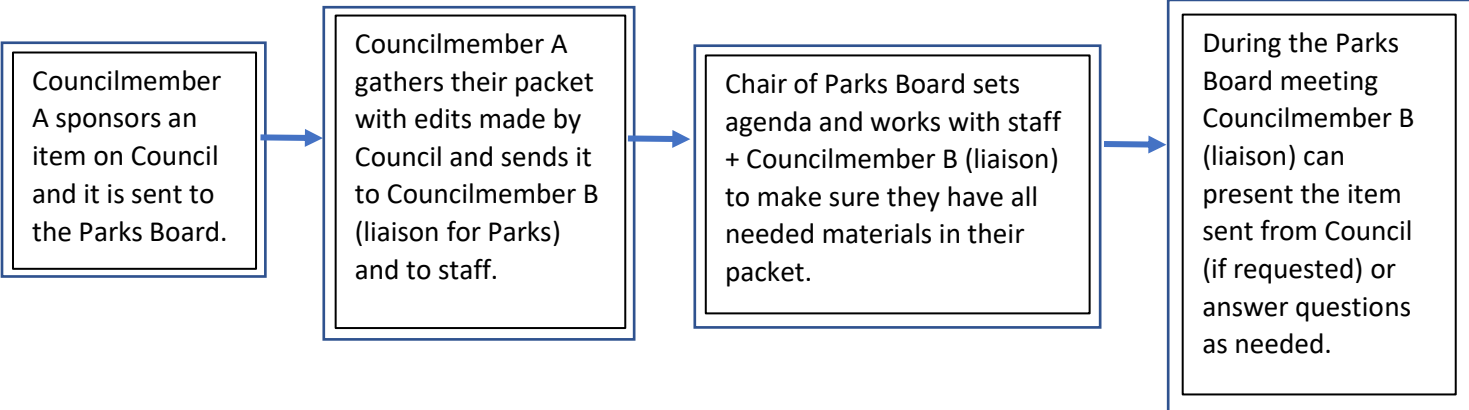 Councilmember
A sponsors an
item on Council
and it is sent to
the Parks Board.
Councilmember A
gathers their packet
with edits made by
Council and sends it
to Councilmember B
(liaison for Parks)
and to staff.
Chair of Parks Board sets
agenda and works with staff
+ Councilmember B (liaison)
to make sure they have all
needed materials in their
packet.
During the Parks
Board meeting
Councilmember B
(liaison) can
present the item
sent from Council
(if requested) or
answer questions
as needed.